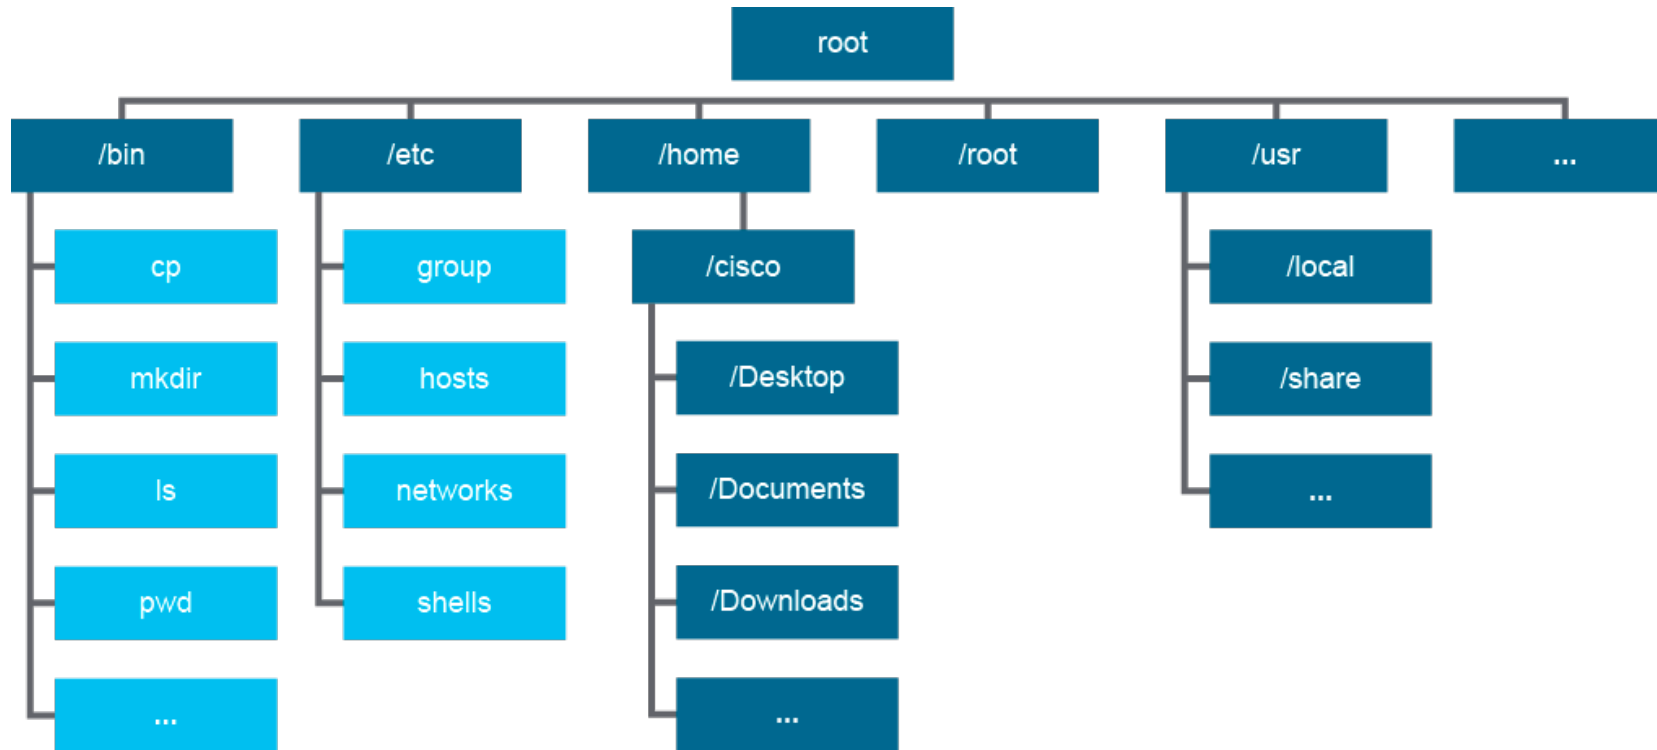 root
/bin
/etc
/home
/root
/usr
...
cp
group
/cisco
/local
mkdir
hosts
/Desktop
/share
ls
networks
/Documents
...
pwd
shells
/Downloads
...
...